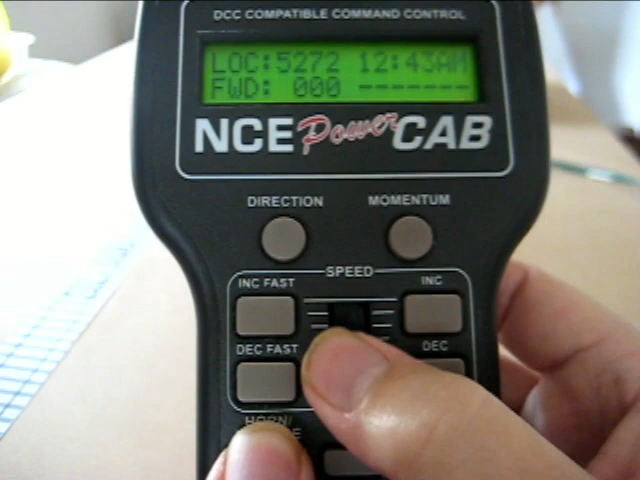 DCC COMPATIBLE COMMAND CONTROL
LOC:5272 12:43AM
FWD: 000 -------
NCE Power CAB
DIRECTION MOMENTUM
SPEED
INC FAST INC
DEC FAST DEC
HORN/